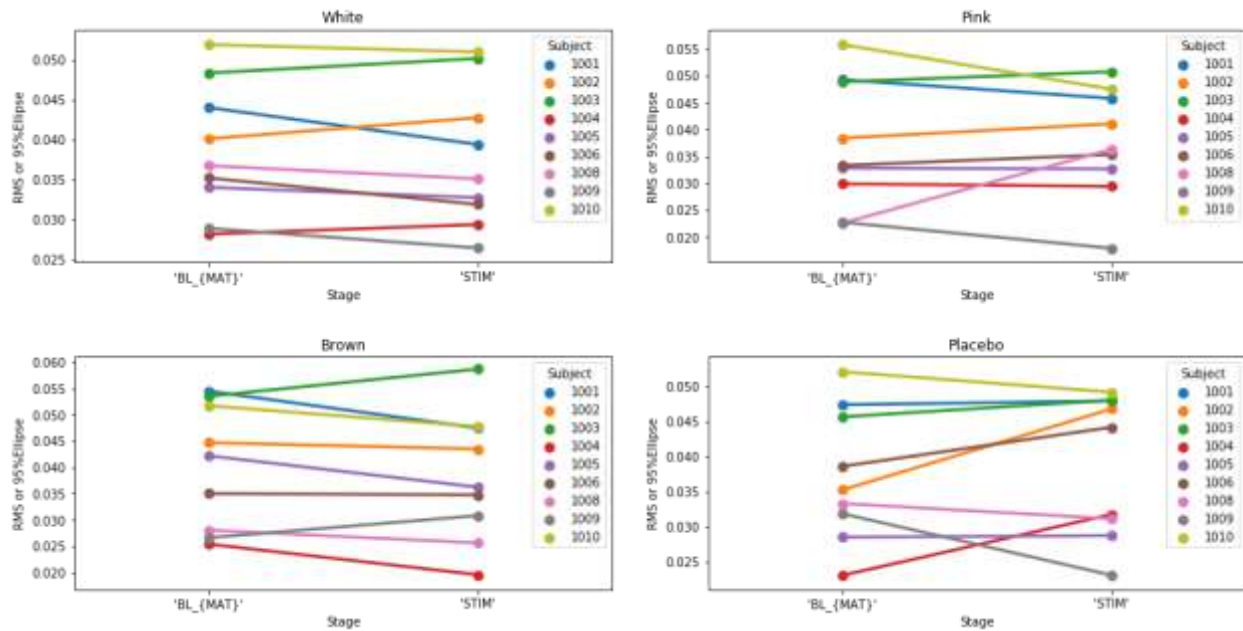 White
RMS or 95%Ellipse
0.050
0.045
0.040
0.035
0.030
0.025
'BL_{MAT}'
'STIM'
Stage
Subject
1001
1002
1003
1004
1005
1006
1008
1009
1010
Pink
RMS or 95%Ellipse
0.055
0.050
0.045
0.040
0.035
0.030
0.025
0.020
'BL_{MAT}'
'STIM'
Stage
Subject
1001
1002
1003
1004
1005
1006
1008
1009
1010
Brown
RMS or 95%Ellipse
0.060
0.055
0.050
0.045
0.040
0.035
0.030
0.025
0.020
'BL_{MAT}'
'STIM'
Stage
Subject
1001
1002
1003
1004
1005
1006
1008
1009
1010
Placebo
RMS or 95%Ellipse
0.050
0.045
0.040
0.035
0.030
0.025
'BL_{MAT}'
'STIM'
Stage
Subject
1001
1002
1003
1004
1005
1006
1008
1009
1010